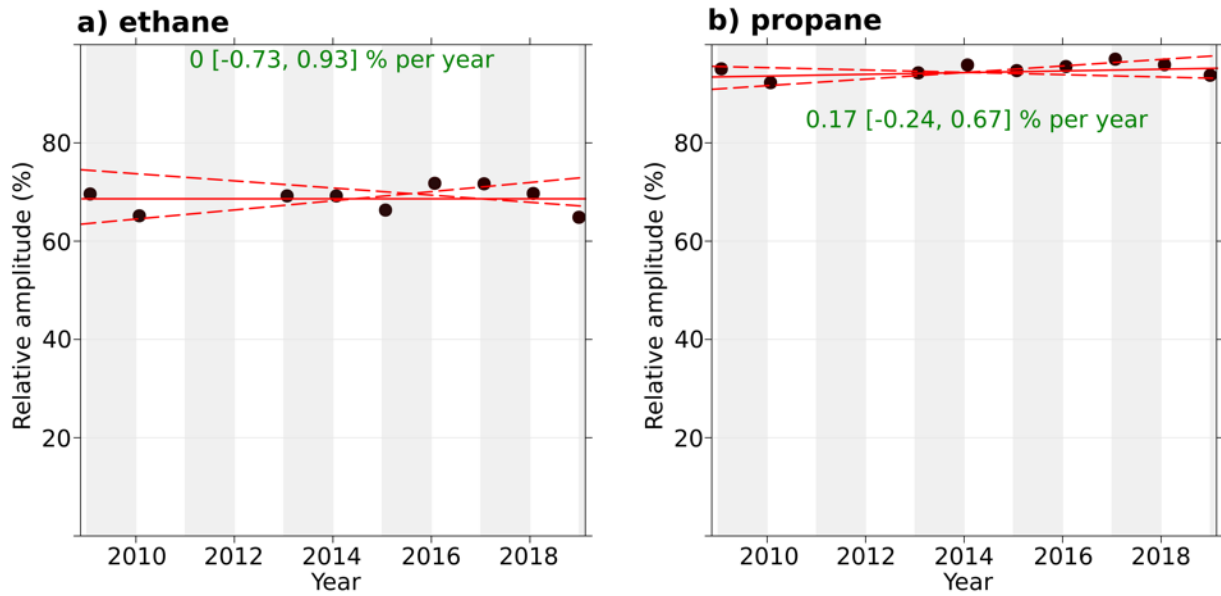 a) ethane
0 [-0.73, 0.93] % per year
Relative amplitude (%)
80
60
40
20
2010 2012 2014 2016 2018
Year
b) propane
0.17 [-0.24, 0.67] % per year
Relative amplitude (%)
80
60
40
20
2010 2012 2014 2016 2018
Year